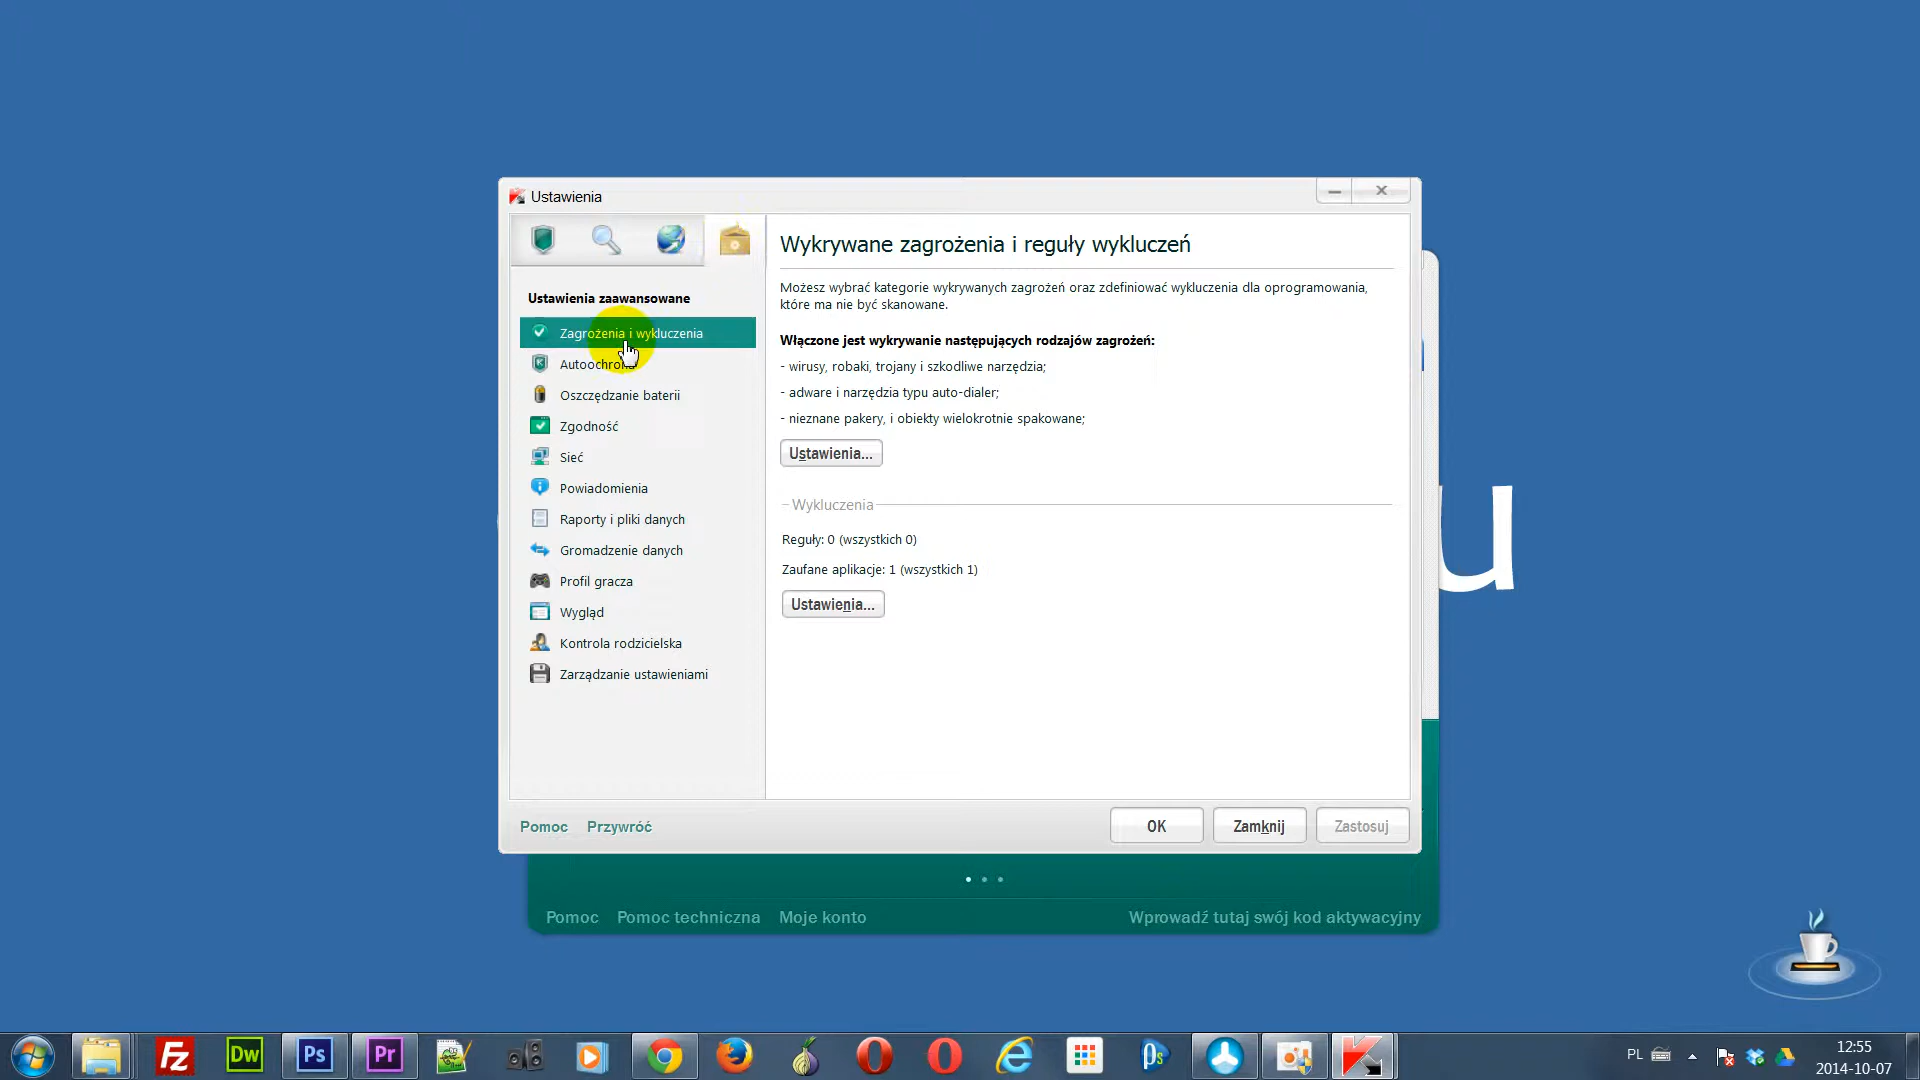 Ustawienia
Ustawienia zaawansowane
Zagrożenia i wykluczenia
Autoochrona
Oszczędzanie baterii
Zgodność
Sieć
Powiadomienia
Raporty i pliki danych
Gromadzenie danych
Profil gracza
Wygląd
Kontrola rodzicielska
Zarządzanie ustawieniami
Wykrywane zagrożenia i reguły wykluczeń
Możesz wybrać kategorie wykrywanych zagrożeń oraz zdefiniować wykluczenia dla oprogramowania,
które ma nie być skanowane.
Włączone jest wykrywanie następujących rodzajów zagrożeń:
- wirusy, robaki, trojany i szkodliwe narzędzia;
- adware i narzędzia typu auto-dialer;
- nieznane pakery, i obiekty wielokrotnie spakowane;
Ustawienia...
Wykluczenia
Reguły: 0 (wszystkich 0)
Zaufane aplikacje: 1 (wszystkich 1)
Ustawienia...
Pomoc Przywróć
OK Zamknij Zastosuj
u
Pomoc Pomoc techniczna Moje konto
Wprowadź tutaj swój kod aktywacyjny
Fz Dw Ps Pr
PL
12:55
2014-10-07